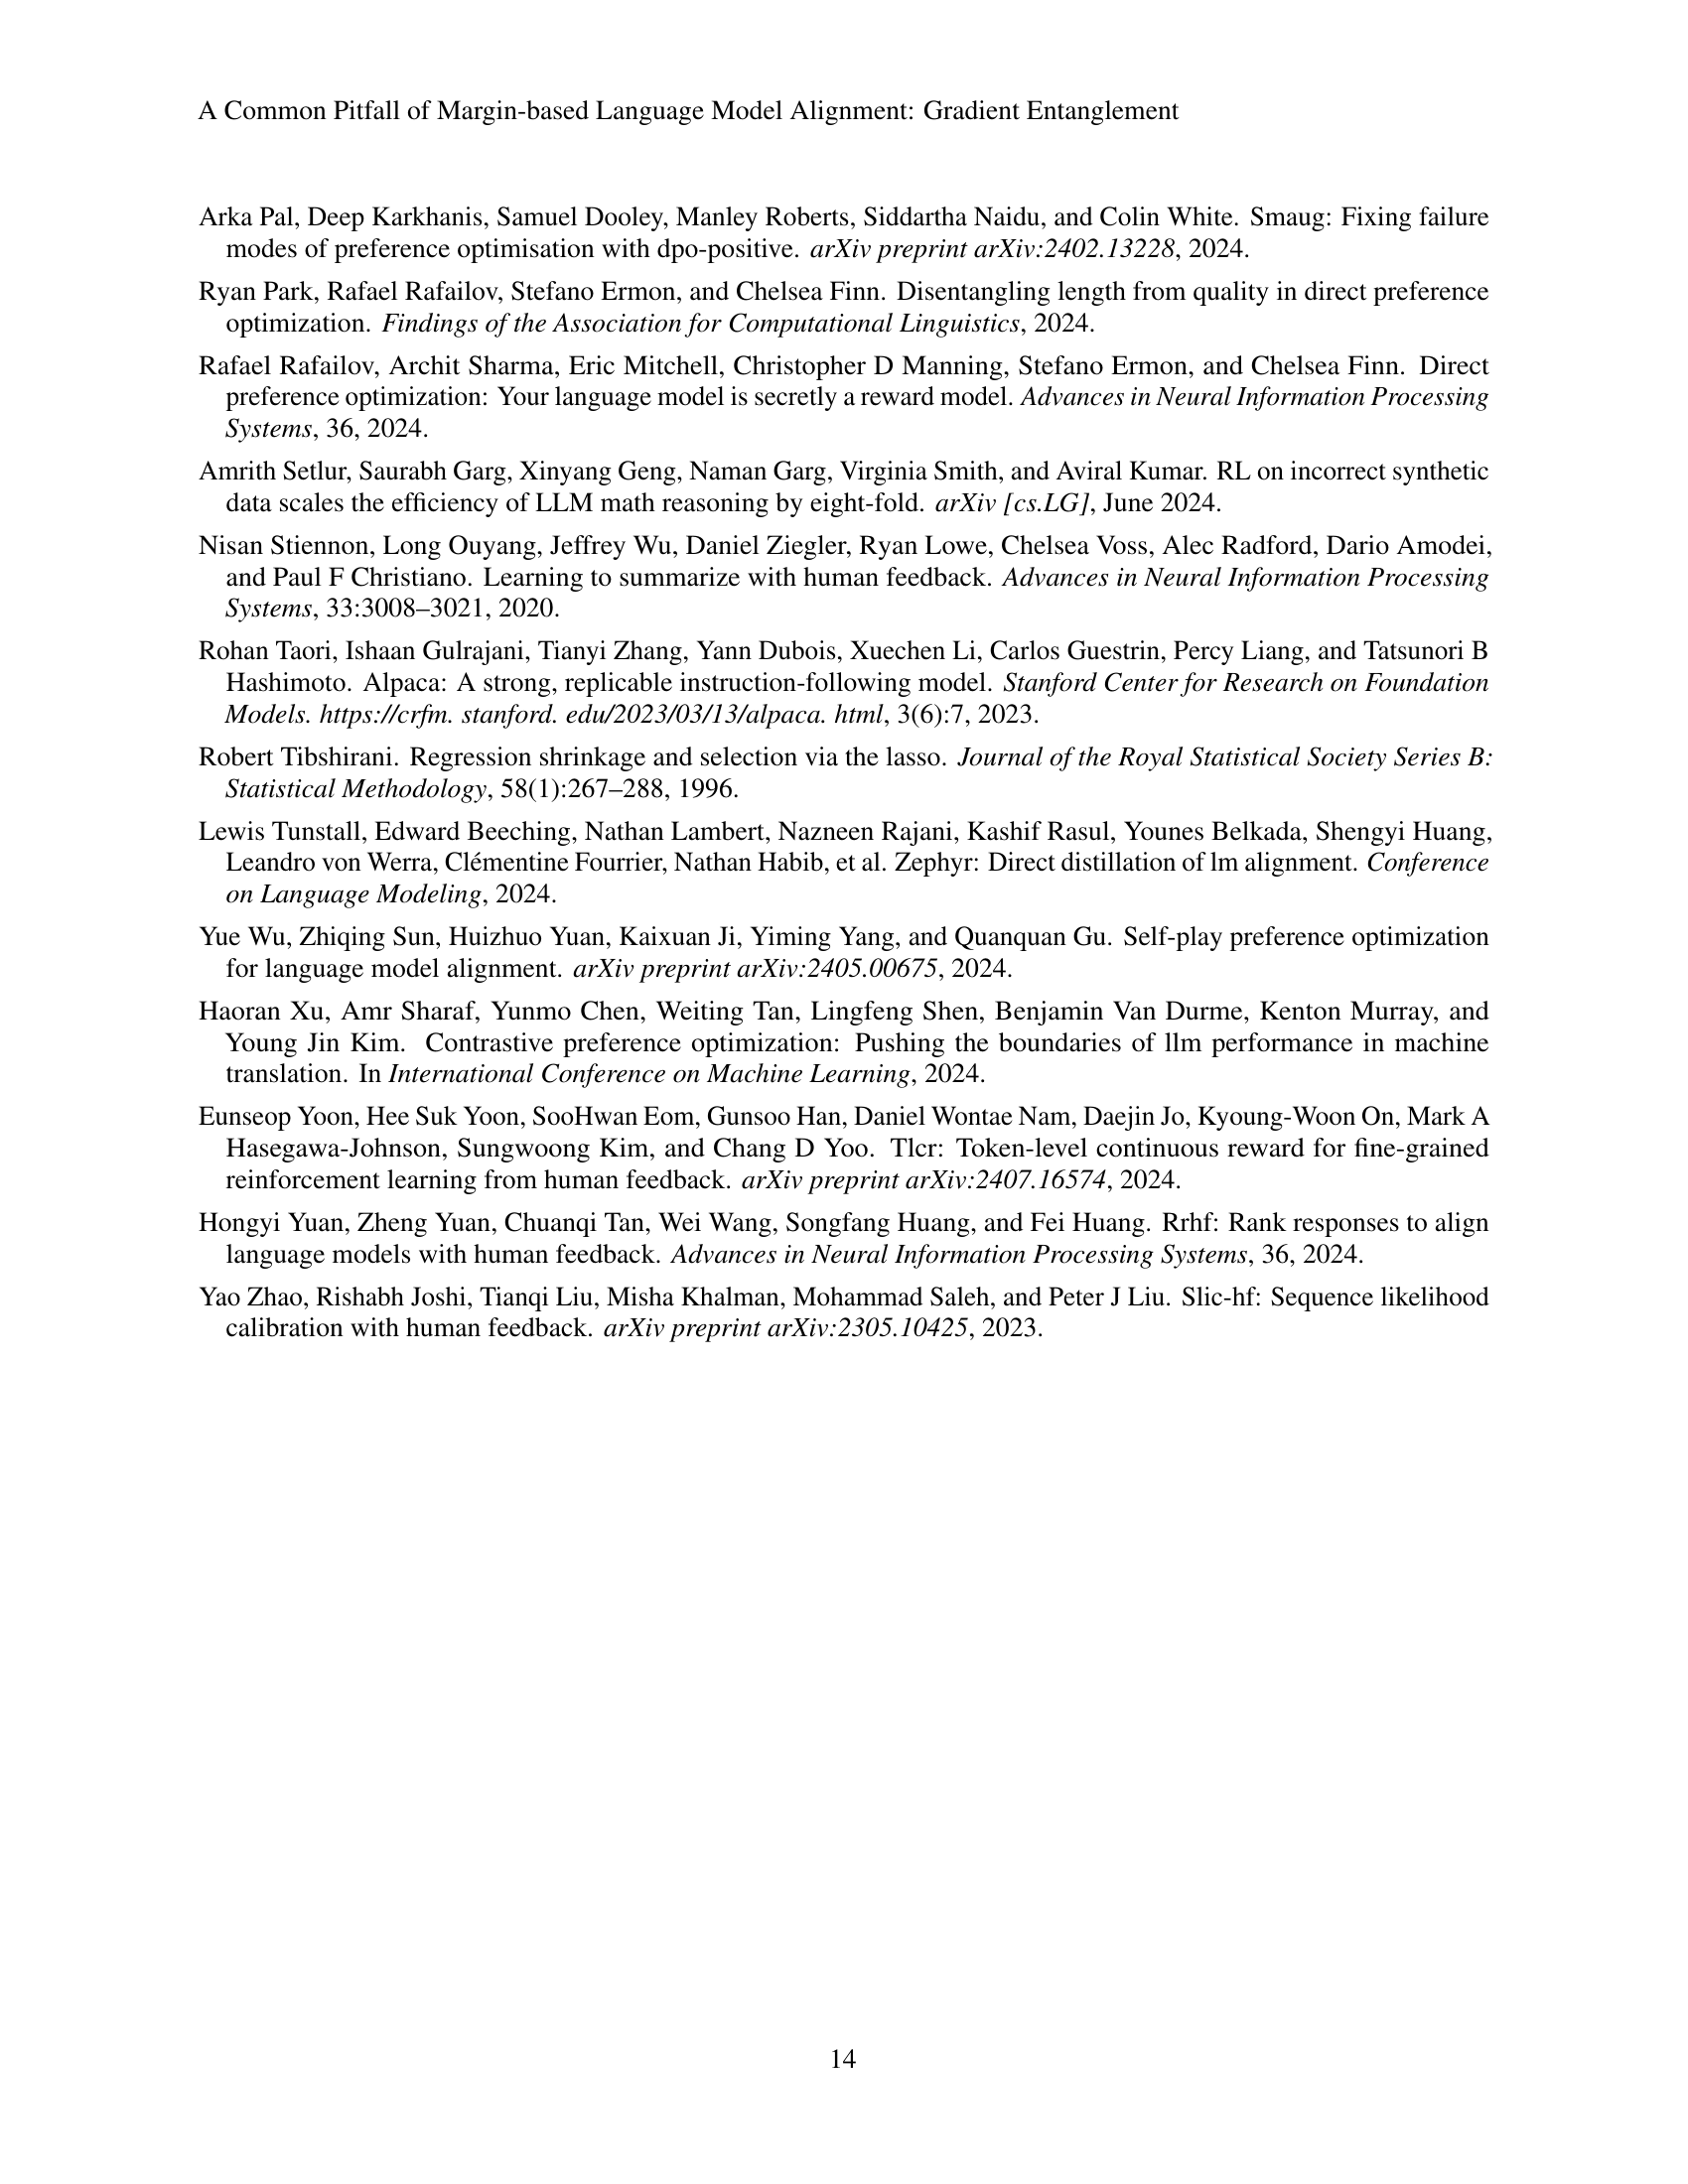 A Common Pitfall of Margin-based Language Model Alignment: Gradient Entanglement
Arka Pal, Deep Karkhanis, Samuel Dooley, Manley Roberts, Siddartha Naidu, and Colin White. Smaug: Fixing failure
modes of preference optimisation with dpo-positive. arXiv preprint arXiv:2402.13228, 2024.
Ryan Park, Rafael Rafailov, Stefano Ermon, and Chelsea Finn. Disentangling length from quality in direct preference
optimization. Findings of the Association for Computational Linguistics, 2024.
Rafael Rafailov, Archit Sharma, Eric Mitchell, Christopher D Manning, Stefano Ermon, and Chelsea Finn. Direct
preference optimization: Your language model is secretly a reward model. Advances in Neural Information Processing
Systems, 36, 2024.
Amrith Setlur, Saurabh Garg, Xinyang Geng, Naman Garg, Virginia Smith, and Aviral Kumar. RL on incorrect synthetic
data scales the efficiency of LLM math reasoning by eight-fold. arXiv [cs.LG], June 2024.
Nisan Stiennon, Long Ouyang, Jeffrey Wu, Daniel Ziegler, Ryan Lowe, Chelsea Voss, Alec Radford, Dario Amodei,
and Paul F Christiano. Learning to summarize with human feedback. Advances in Neural Information Processing
Systems, 33:3008–3021, 2020.
Rohan Taori, Ishaan Gulrajani, Tianyi Zhang, Yann Dubois, Xuechen Li, Carlos Guestrin, Percy Liang, and Tatsunori B
Hashimoto. Alpaca: A strong, replicable instruction-following model. Stanford Center for Research on Foundation
Models. https://crfm. stanford. edu/2023/03/13/alpaca. html, 3(6):7, 2023.
Robert Tibshirani. Regression shrinkage and selection via the lasso. Journal of the Royal Statistical Society Series B:
Statistical Methodology, 58(1):267–288, 1996.
Lewis Tunstall, Edward Beeching, Nathan Lambert, Nazneen Rajani, Kashif Rasul, Younes Belkada, Shengyi Huang,
Leandro von Werra, Clémentine Fourrier, Nathan Habib, et al. Zephyr: Direct distillation of lm alignment. Conference
on Language Modeling, 2024.
Yue Wu, Zhiqing Sun, Huizhuo Yuan, Kaixuan Ji, Yiming Yang, and Quanquan Gu. Self-play preference optimization
for language model alignment. arXiv preprint arXiv:2405.00675, 2024.
Haoran Xu, Amr Sharaf, Yunmo Chen, Weiting Tan, Lingfeng Shen, Benjamin Van Durme, Kenton Murray, and
Young Jin Kim. Contrastive preference optimization: Pushing the boundaries of llm performance in machine
translation. In International Conference on Machine Learning, 2024.
Eunseop Yoon, Hee Suk Yoon, SooHwan Eom, Gunsoo Han, Daniel Wontae Nam, Daejin Jo, Kyoung-Woon On, Mark A
Hasegawa-Johnson, Sungwoong Kim, and Chang D Yoo. Tlcr: Token-level continuous reward for fine-grained
reinforcement learning from human feedback. arXiv preprint arXiv:2407.16574, 2024.
Hongyi Yuan, Zheng Yuan, Chuanqi Tan, Wei Wang, Songfang Huang, and Fei Huang. Rrhf: Rank responses to align
language models with human feedback. Advances in Neural Information Processing Systems, 36, 2024.
Yao Zhao, Rishabh Joshi, Tianqi Liu, Misha Khalman, Mohammad Saleh, and Peter J Liu. Slic-hf: Sequence likelihood
calibration with human feedback. arXiv preprint arXiv:2305.10425, 2023.
14